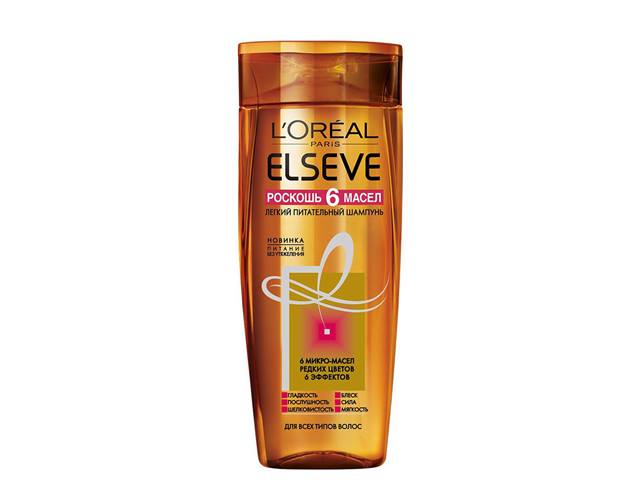 L'ORÉAL
PARIS
ELSEVE
РОСКОШЬ 6 МАСЕЛ
ЛЕГКИЙ ПИТАТЕЛЬНЫЙ ШАМПУНЬ
НОВИНКА
ПИТАНИЕ
БЕЗ УТЯЖЕЛЕНИЯ
6 МИКРО-МАСЕЛ
РЕДКИХ ЦВЕТОВ
6 ЭФФЕКТОВ
ГЛАДКОСТЬ БЛЕСК
ПОСЛУШНОСТЬ СИЛА
ШЕЛКОВИСТОСТЬ МЯГКОСТЬ
ДЛЯ ВСЕХ ТИПОВ ВОЛОС